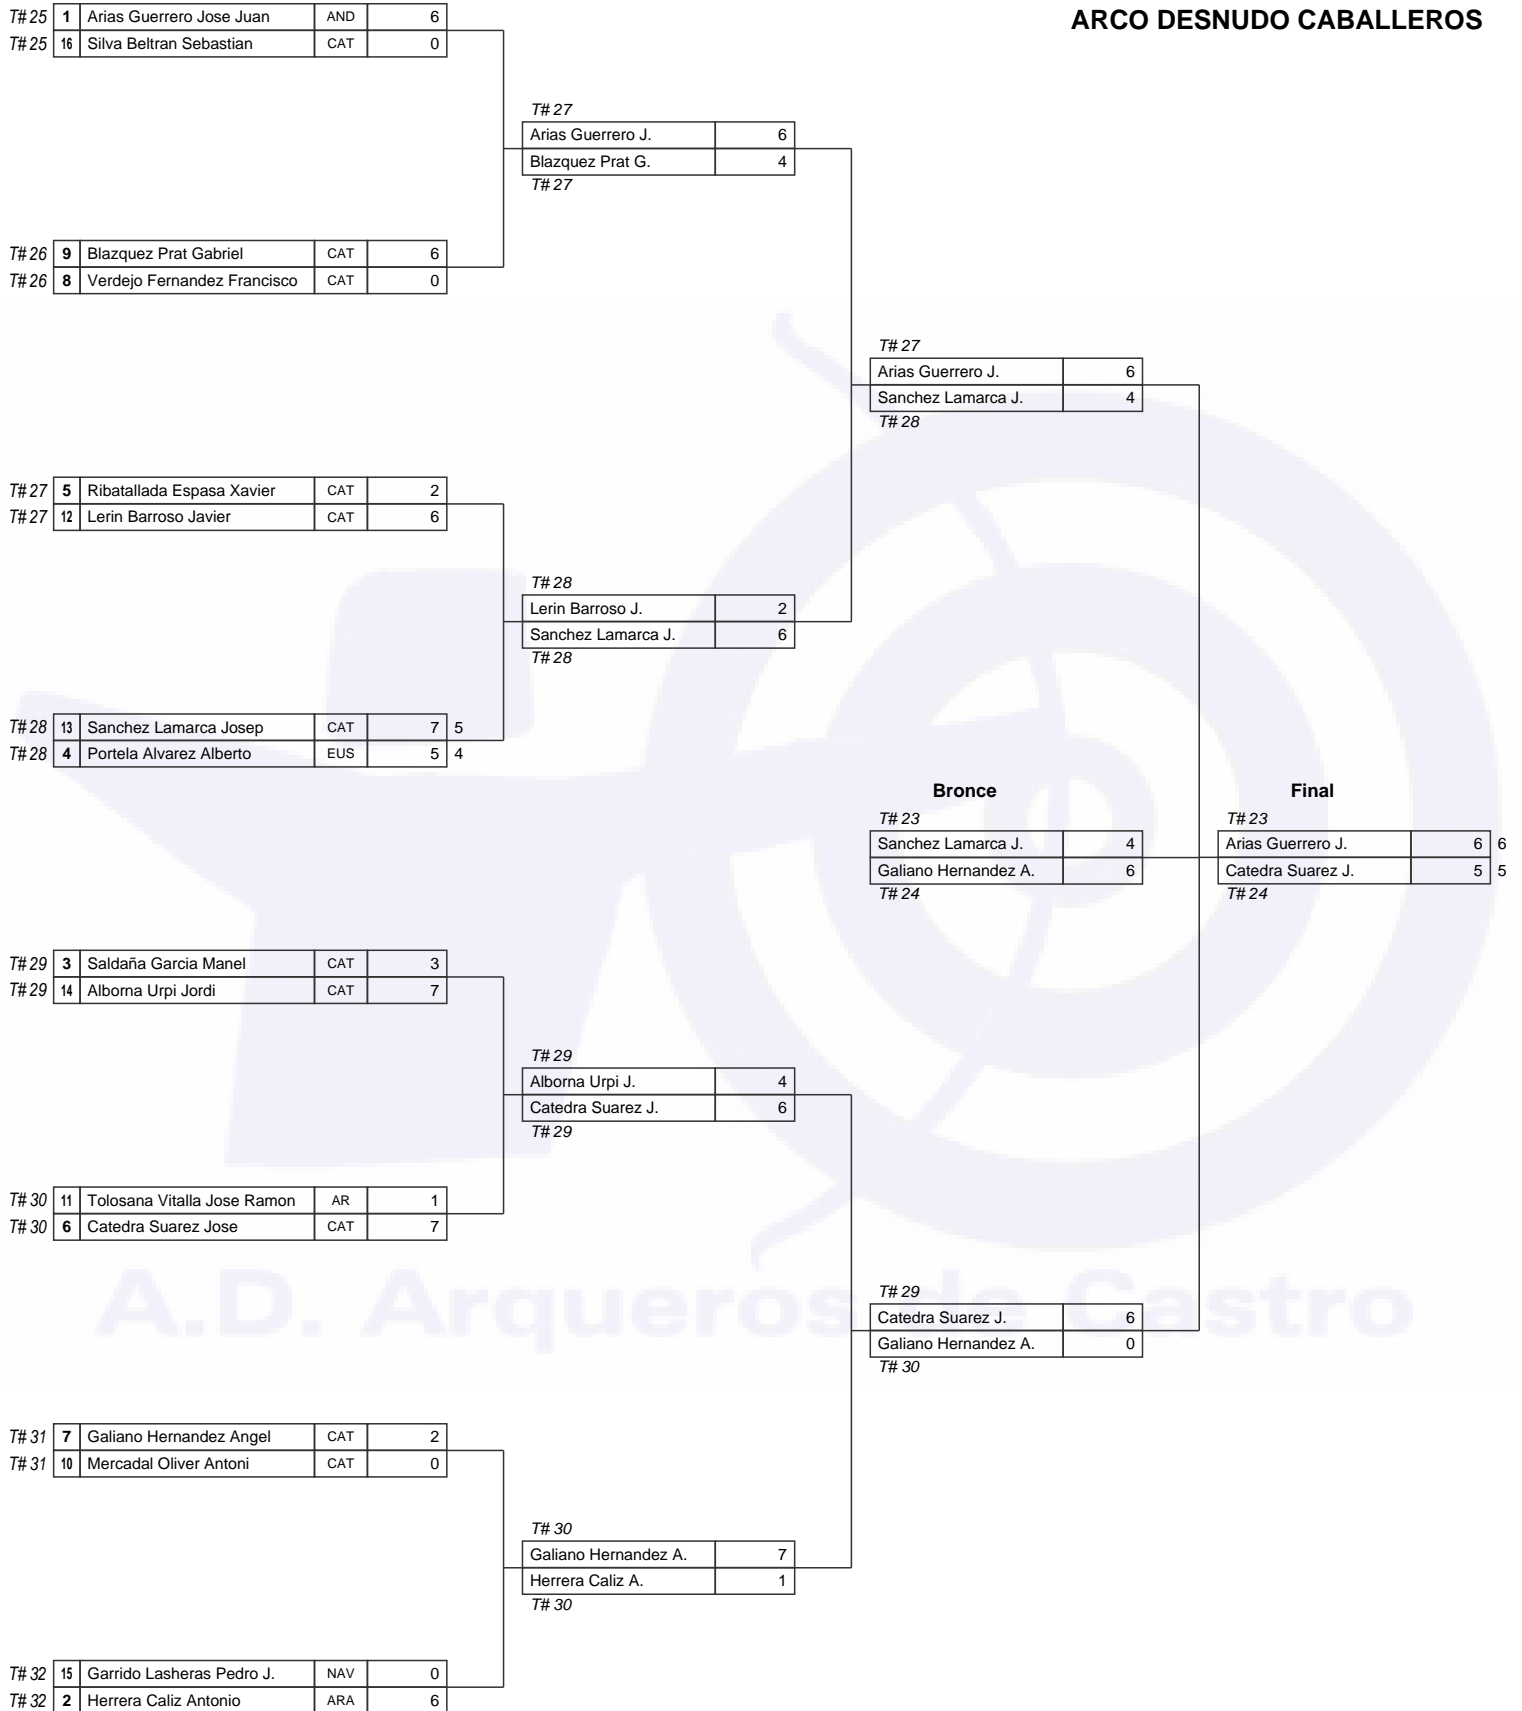 ARCO DESNUDO CABALLEROS
T# 25 1 Arias Guerrero Jose Juan AND 6
T# 25 16 Silva Beltran Sebastian CAT 0
T# 27
Arias Guerrero J. 6
Blazquez Prat G. 4
T# 27
T# 26 9 Blazquez Prat Gabriel CAT 6
T# 26 8 Verdejo Fernandez Francisco CAT 0
T# 27
Arias Guerrero J. 6
Sanchez Lamarca J. 4
T# 28
T# 27 5 Ribatallada Espasa Xavier CAT 2
T# 27 12 Lerin Barroso Javier CAT 6
T# 28
Lerin Barroso J. 2
Sanchez Lamarca J. 6
T# 28
T# 28 13 Sanchez Lamarca Josep CAT 7 5
T# 28 4 Portela Alvarez Alberto EUS 5 4
Bronce
T# 23
Sanchez Lamarca J. 4
Galiano Hernandez A. 6
T# 24
Final
T# 23
Arias Guerrero J. 6 6
Catedra Suarez J. 5 5
T# 24
T# 29 3 Saldaña Garcia Manel CAT 3
T# 29 14 Alborna Urpi Jordi CAT 7
T# 29
Alborna Urpi J. 4
Catedra Suarez J. 6
T# 29
T# 30 11 Tolosana Vitalla Jose Ramon AR 1
T# 30 6 Catedra Suarez Jose CAT 7
A.D. Arqueros de Castro
T# 29
Catedra Suarez J. 6
Galiano Hernandez A. 0
T# 30
T# 31 7 Galiano Hernandez Angel CAT 2
T# 31 10 Mercadal Oliver Antoni CAT 0
T# 30
Galiano Hernandez A. 7
Herrera Caliz A. 1
T# 30
T# 32 15 Garrido Lasheras Pedro J. NAV 0
T# 32 2 Herrera Caliz Antonio ARA 6